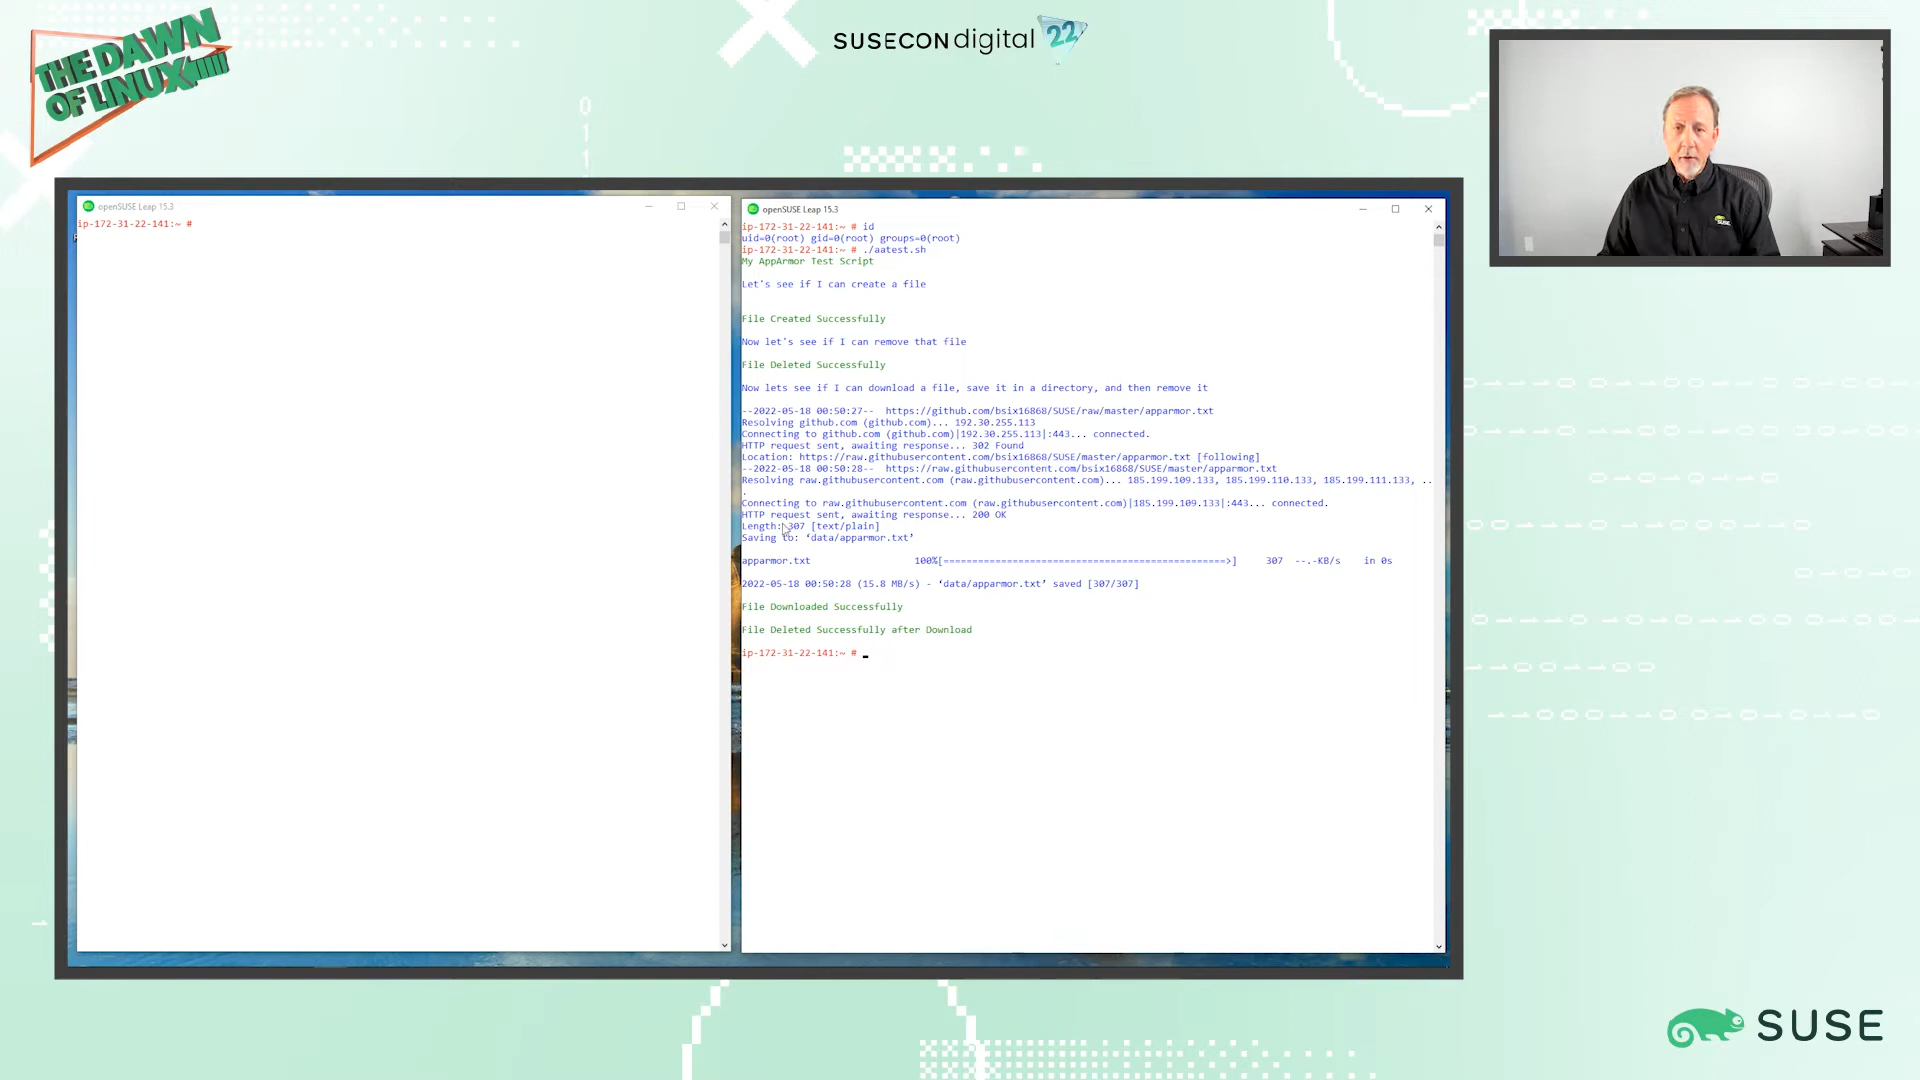 THE DAWN
OF LINUX
SUSECON digital 22
openSUSE Leap 15.3
ip-172-31-22-141:~ #
openSUSE Leap 15.3
ip-172-31-22-141:~ # id
uid=0(root) gid=0(root) groups=0(root)
ip-172-31-22-141:~ # ./aatest.sh
My AppArmor Test Script
Let's see if I can create a file
File Created Successfully
Now let's see if I can remove that file
File Deleted Successfully
Now lets see if I can download a file, save it in a directory, and then remove it
--2022-05-18 00:50:27--  https://github.com/bsix16868/SUSE/raw/master/apparmor.txt
Resolving github.com (github.com)... 192.30.255.113
Connecting to github.com (github.com)|192.30.255.113|:443... connected.
HTTP request sent, awaiting response... 302 Found
Location: https://raw.githubusercontent.com/bsix16868/SUSE/master/apparmor.txt [following]
--2022-05-18 00:50:28--  https://raw.githubusercontent.com/bsix16868/SUSE/master/apparmor.txt
Resolving raw.githubusercontent.com (raw.githubusercontent.com)... 185.199.109.133, 185.199.110.133, 185.199.111.133, ..
.
Connecting to raw.githubusercontent.com (raw.githubusercontent.com)|185.199.109.133|:443... connected.
HTTP request sent, awaiting response... 200 OK
Length: 307 [text/plain]
Saving to: ‘data/apparmor.txt’
apparmor.txt 100%[=================================================>] 307 --.-KB/s in 0s
2022-05-18 00:50:28 (15.8 MB/s) - ‘data/apparmor.txt’ saved [307/307]
File Downloaded Successfully
File Deleted Successfully after Download
ip-172-31-22-141:~ #
SUSE